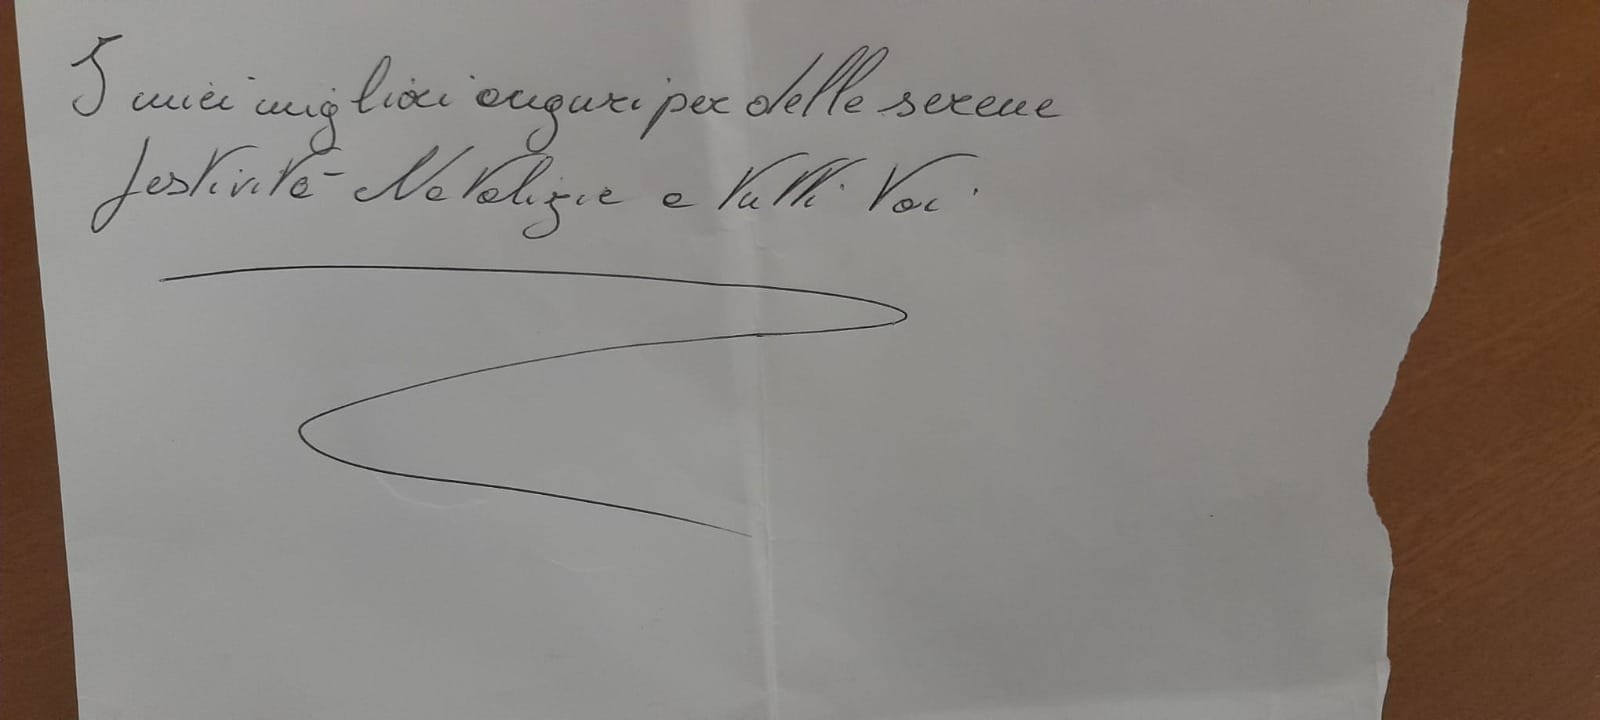 I miei migliori auguri per delle serene
festività Natalizie a tutti Voi.